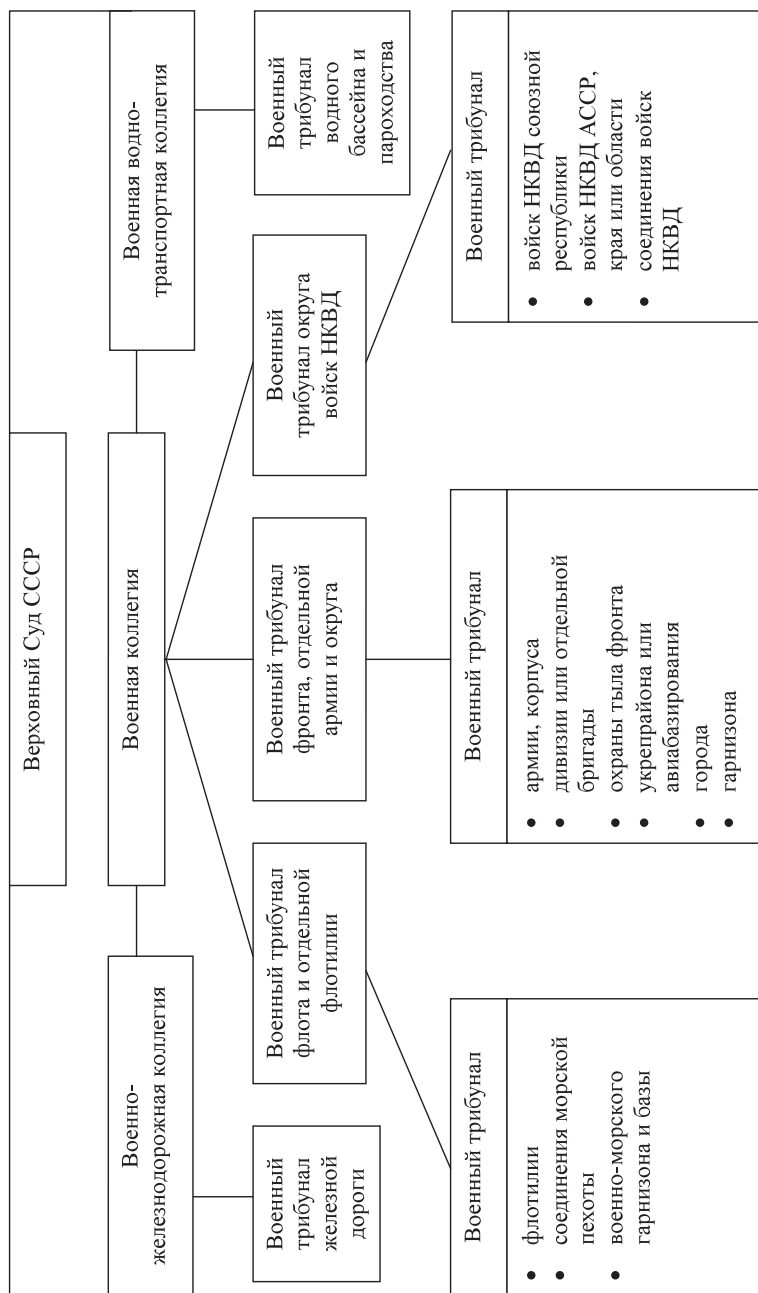 Верховный Суд СССР
Военно-
железнодорожная коллегия
Военная коллегия
Военная водно-
транспортная коллегия
Военный
трибунал
железной
дороги
Военный трибунал
флота и отдельной
флотилии
Военный трибунал
фронта, отдельной
армии и округа
Военный
трибунал округа
войск НКВД
Военный
трибунал
водного
бассейна и
пароходства
Военный трибунал
• флотилии
• соединения морской
пехоты
• военно-морского
гарнизона и базы
Военный трибунал
• армии, корпуса
• дивизии или отдельной
бригады
• охраны тыла фронта
• укрепрайона или
авиабазирования
• города
• гарнизона
Военный трибунал
• войск НКВД союзной
республики
• войск НКВД АССР,
края или области
• соединения войск
НКВД